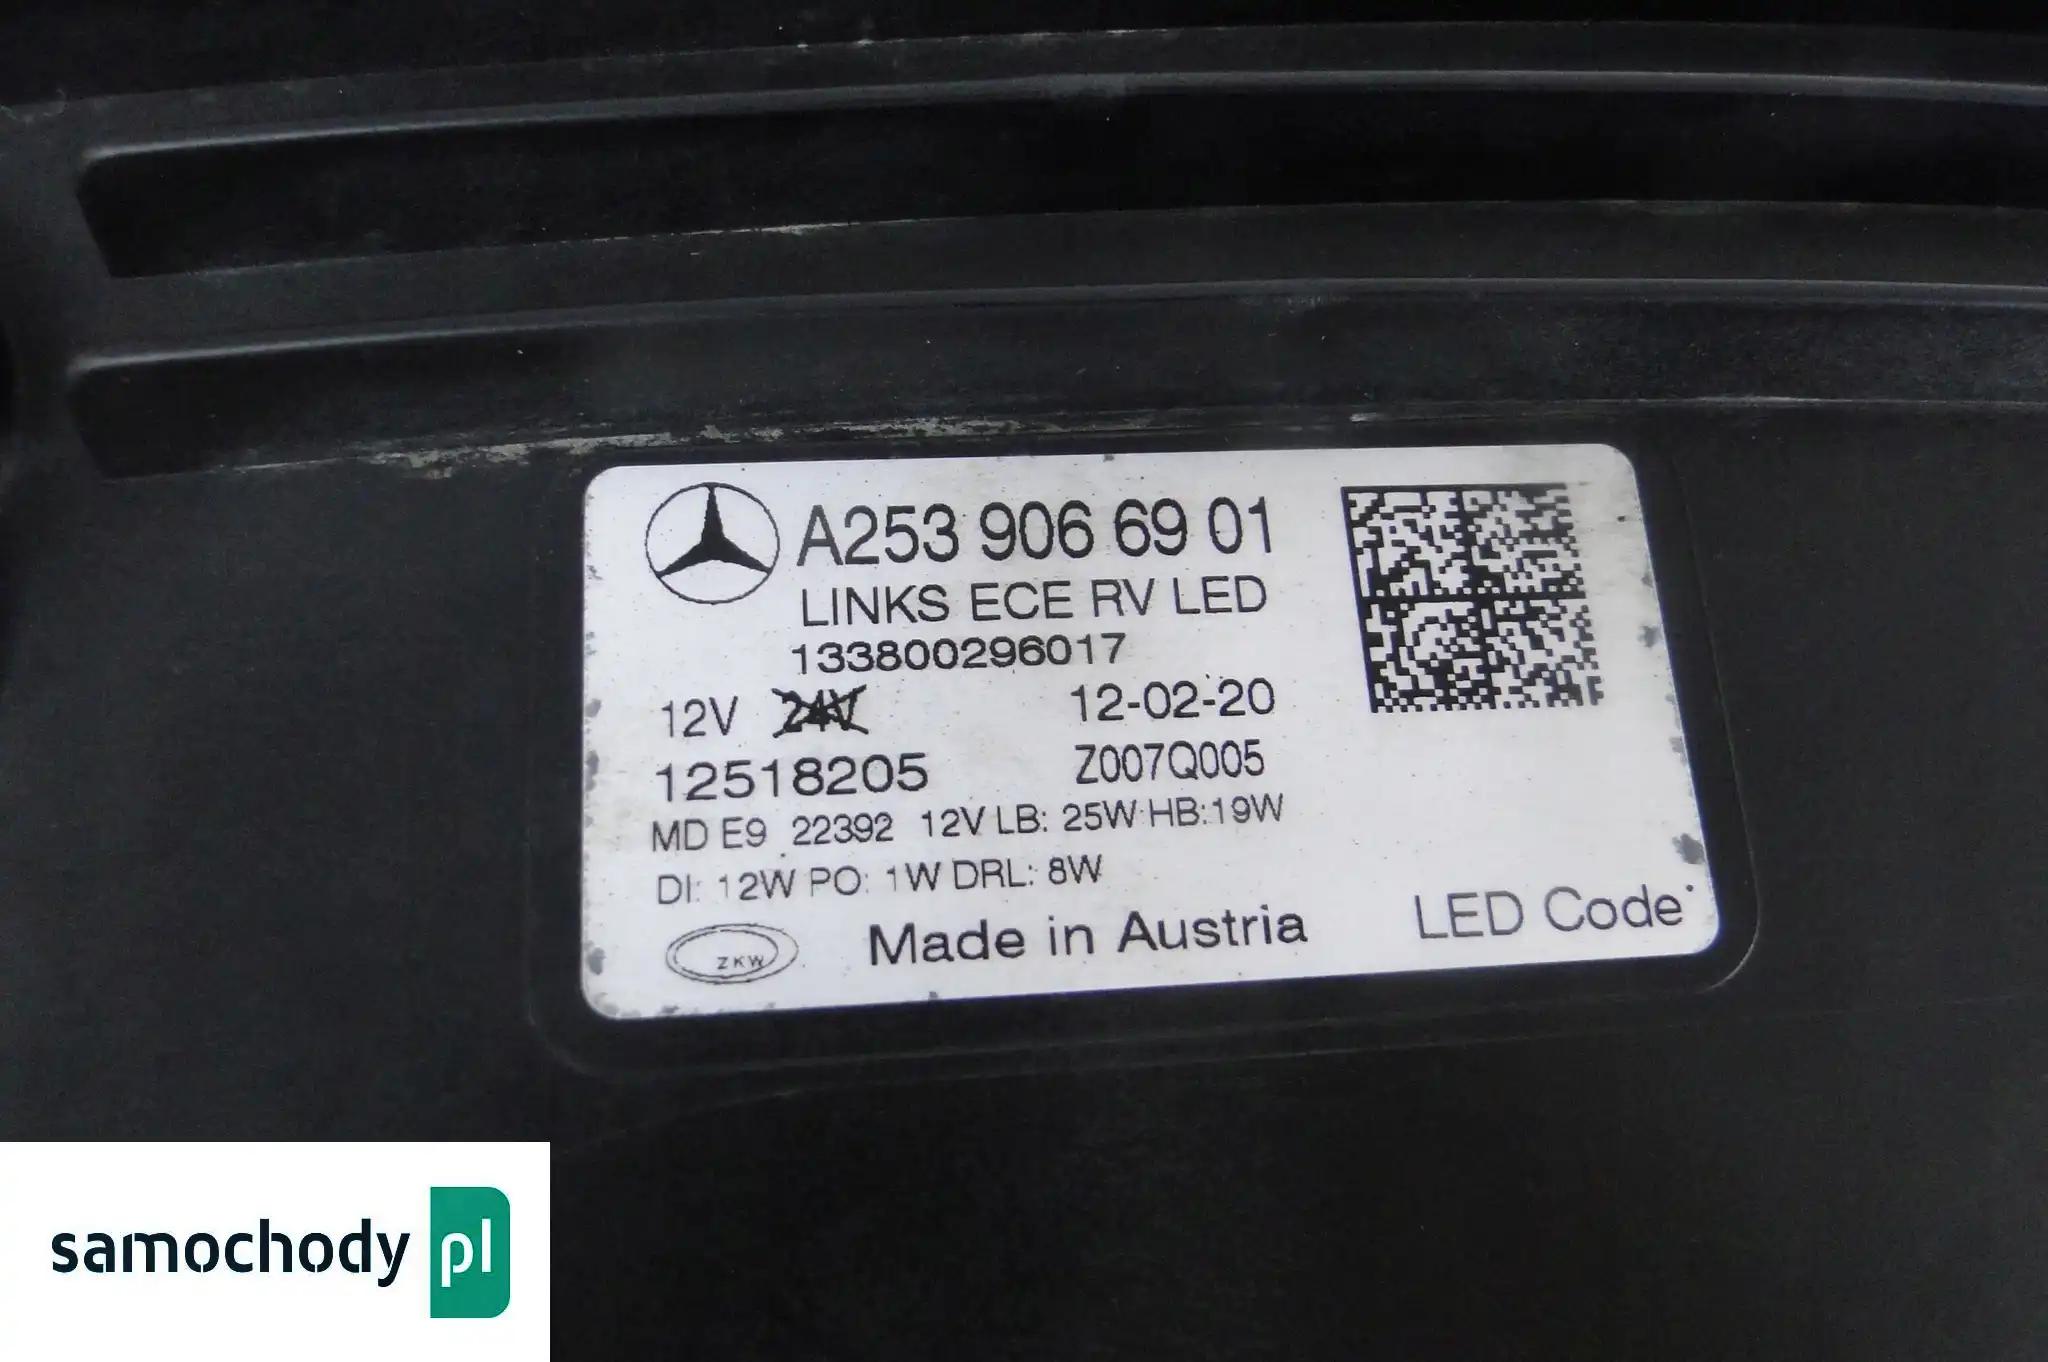 A253 906 69 01
LINKS ECE RV LED
133800296017
12V 24V 12-02-20
12518205 Z007Q005
MD E9 22392 12V LB: 25W HB:19W
DI: 12W PO: 1W DRL: 8W
ZKW Made in Austria LED Code
samochody pl